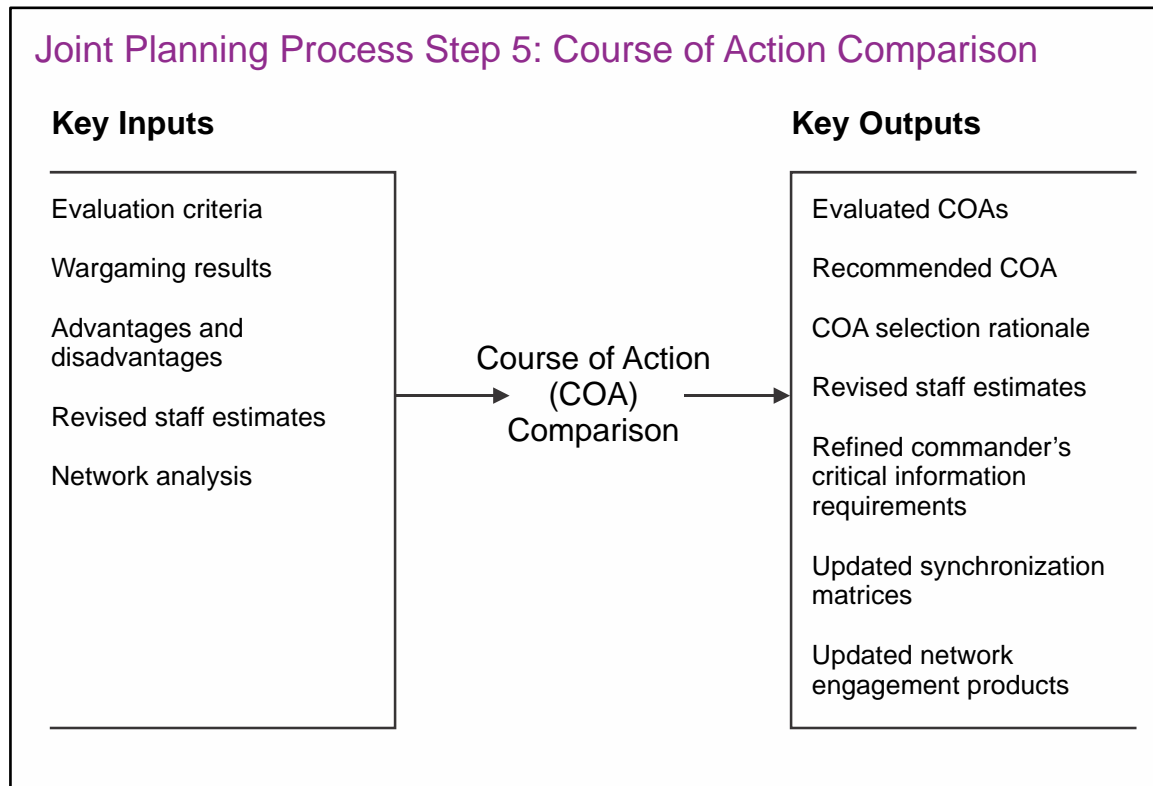 Joint Planning Process Step 5: Course of Action Comparison
Key Inputs
Evaluation criteria
Wargaming results
Advantages and
disadvantages
Revised staff estimates
Network analysis
Course of Action
(COA)
Comparison
Key Outputs
Evaluated COAs
Recommended COA
COA selection rationale
Revised staff estimates
Refined commander’s
critical information
requirements
Updated synchronization
matrices
Updated network
engagement products